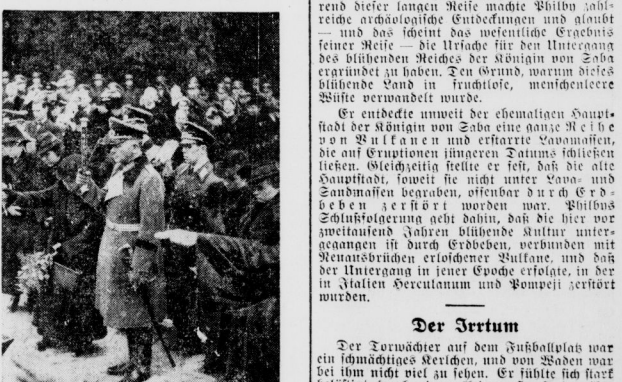 rend dieser langen Reise machte Philby zahl-
reiche archäologische Entdeckungen und glaubt
— und das scheint das wesentliche Ergebnis
seiner Reise — die Ursache für den Untergang
des blühenden Reiches der Königin von Saba
ergründet zu haben. Den Grund, warum dieses
blühende Land in fruchtlose, menschenleere
Wüste verwandelt wurde.
Er entdeckte unweit der ehemaligen Haupt-
stadt der Königin von Saba eine ganze Reihe
von Vulkanen und erstarrte Lavamassen,
die auf Eruptionen jüngeren Datums schließen
ließen. Gleichzeitig stellte er fest, daß die alte
Hauptstadt, soweit sie nicht unter Lava- und
Sandmassen begraben, offenbar durch Erd-
beben zerstört worden war. Philbys
Schlußfolgerung geht dahin, daß die hier vor
zweitausend Jahren blühende Kultur unter-
gegangen ist durch Erdbeben, verbunden mit
Neuausbrüchen erloschener Vulkane, und daß
der Untergang in jener Epoche erfolgte, in der
in Italien Herculanum und Pompeji zerstört
wurden.
Der Irrtum
Der Torwächter auf dem Fußballplatz war
ein schmächtiges Kerlchen, und von Waden war
bei ihm nicht viel zu sehen. Er fühlte sich stark